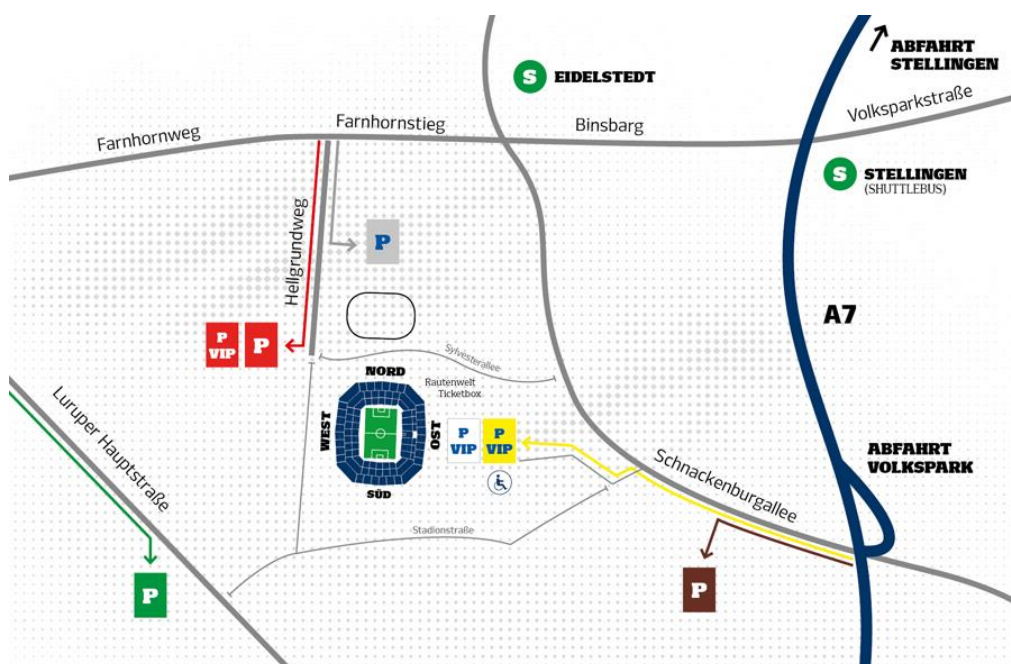 ABFAHRT
STELLINGEN
S EIDELSTEDT
Farnhornweg
Farnhornstieg
Binsbarg
Volksparkstraße
S STELLINGEN
(SHUTTLEBUS)
Hellgrundweg
P
A7
P
VIP
P
Sylvesterallee
NORD
Rautenwelt
Ticketbox
WEST
OST
SÜD
P
VIP
P
VIP
Luruper Hauptstraße
ABFAHRT
VOLKSPARK
Schnackenburgallee
Stadionstraße
P
P